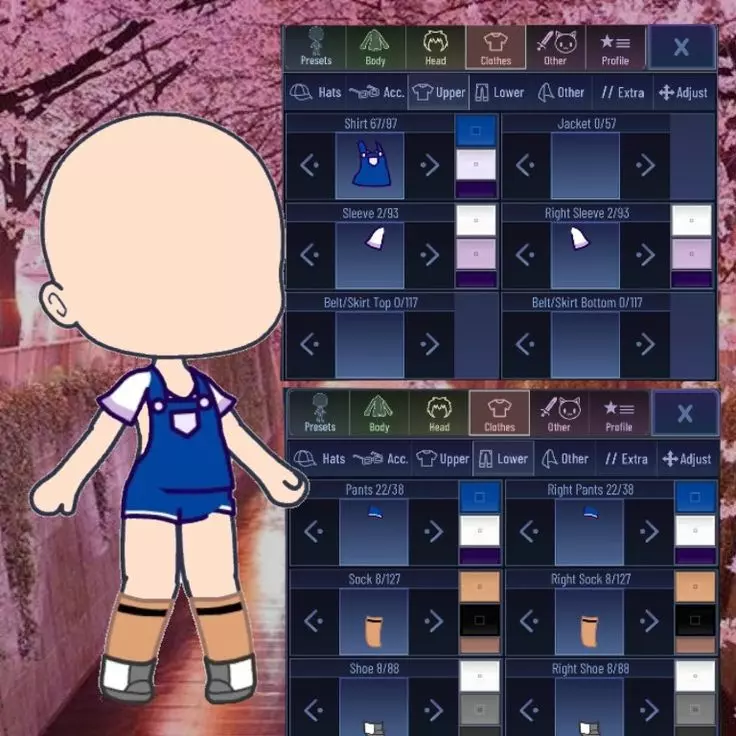 Presets Body Head Clothes Other Profile X
Hats Acc. Upper Lower Other Extra Adjust
Shirt 67/97 Jacket 0/57
Sleeve 2/93 Right Sleeve 2/93
Belt/Skirt Top 0/117 Belt/Skirt Bottom 0/117
Presets Body Head Clothes Other Profile X
Hats Acc. Upper Lower Other Extra Adjust
Pants 22/38 Right Pants 22/38
Sock 8/127 Right Sock 8/127
Shoe 8/88 Right Shoe 8/88